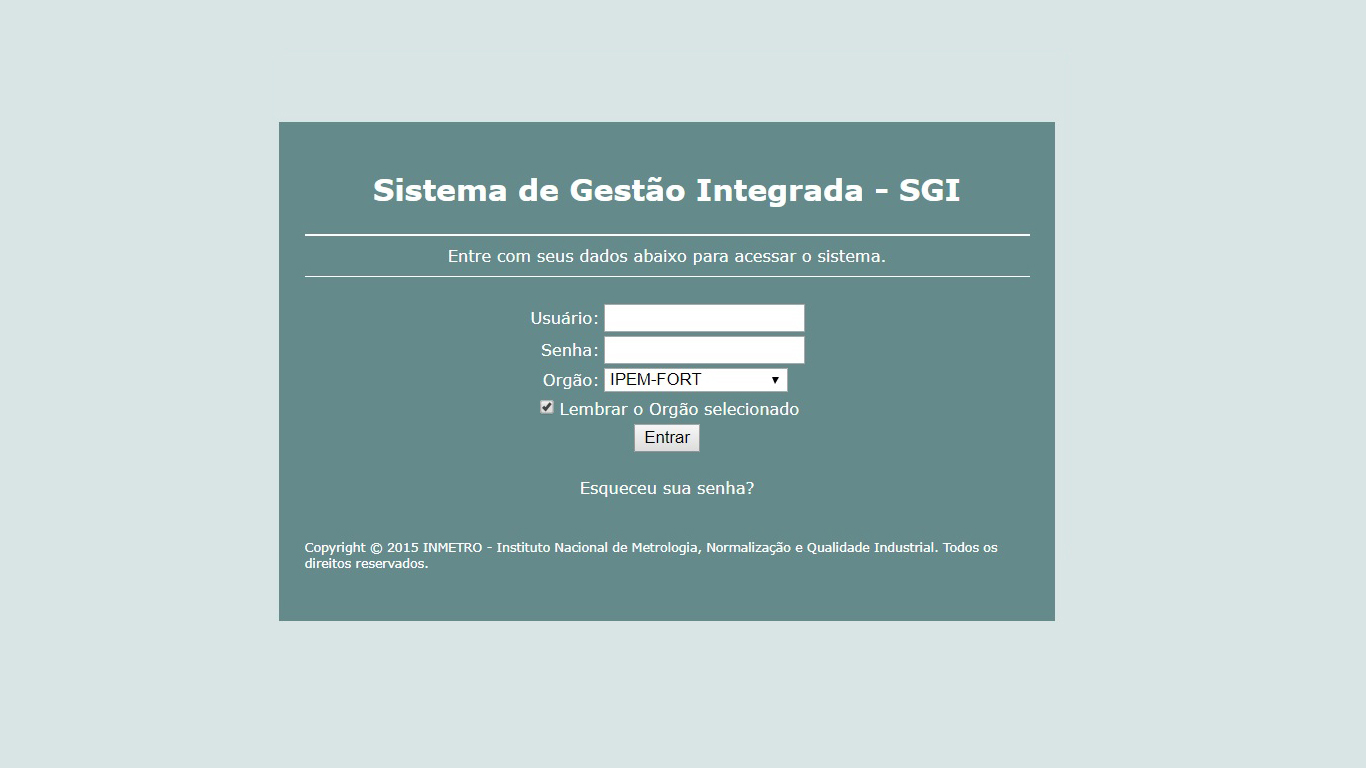 Sistema de Gestão Integrada - SGI
Entre com seus dados abaixo para acessar o sistema.
Usuário:
Senha:
Orgão: IPEM-FORT
Lembrar o Orgão selecionado
Entrar
Esqueceu sua senha?
Copyright © 2015 INMETRO - Instituto Nacional de Metrologia, Normalização e Qualidade Industrial. Todos os
direitos reservados.